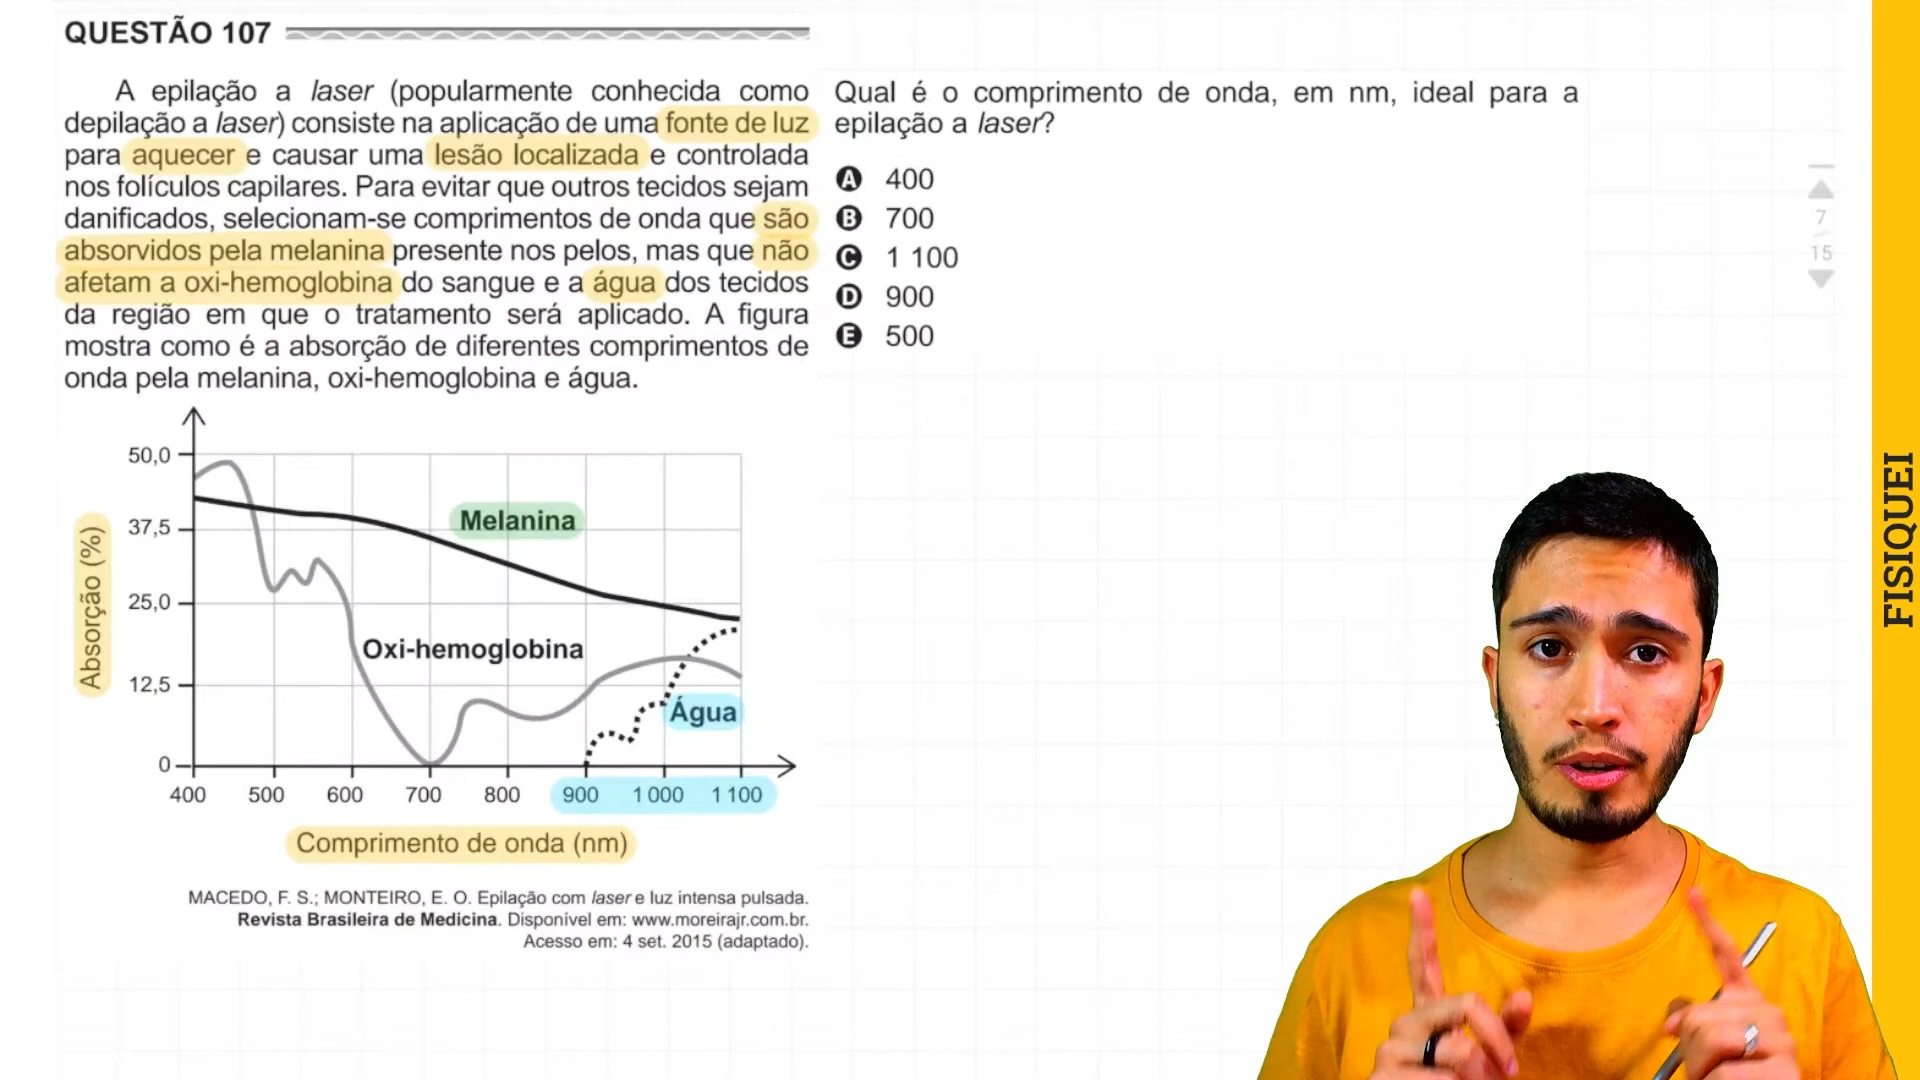 QUESTÃO 107
A epilação a laser (popularmente conhecida como
depilação a laser) consiste na aplicação de uma fonte de luz
para aquecer e causar uma lesão localizada e controlada
nos folículos capilares. Para evitar que outros tecidos sejam
danificados, selecionam-se comprimentos de onda que são
absorvidos pela melanina presente nos pelos, mas que não
afetam a oxi-hemoglobina do sangue e a água dos tecidos
da região em que o tratamento será aplicado. A figura
mostra como é a absorção de diferentes comprimentos de
onda pela melanina, oxi-hemoglobina e água.
Absorção (%)
50,0
37,5
25,0
12,5
0
Melanina
Oxi-hemoglobina
Água
400 500 600 700 800 900 1 000 1 100
Comprimento de onda (nm)
MACEDO, F. S.; MONTEIRO, E. O. Epilação com laser e luz intensa pulsada.
Revista Brasileira de Medicina. Disponível em: www.moreirajr.com.br.
Acesso em: 4 set. 2015 (adaptado).
Qual é o comprimento de onda, em nm, ideal para a
epilação a laser?
A 400
B 700
C 1 100
D 900
E 500
7
15
FISIQUEI